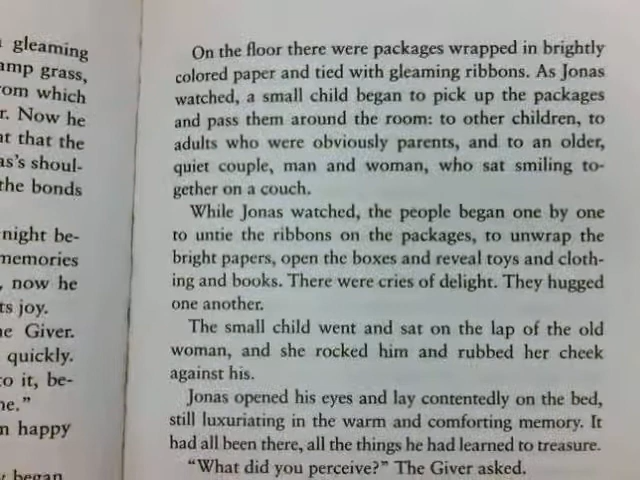 gleaming
amp grass,
om which
r. Now he
at that the
as's shoul-
the bonds
night be-
memories
, now he
ts joy.
e Giver.
quickly.
to it, be-
ne."
n happy
y began
On the floor there were packages wrapped in brightly
colored paper and tied with gleaming ribbons. As Jonas
watched, a small child began to pick up the packages
and pass them around the room: to other children, to
adults who were obviously parents, and to an older,
quiet couple, man and woman, who sat smiling to-
gether on a couch.
While Jonas watched, the people began one by one
to untie the ribbons on the packages, to unwrap the
bright papers, open the boxes and reveal toys and cloth-
ing and books. There were cries of delight. They hugged
one another.
The small child went and sat on the lap of the old
woman, and she rocked him and rubbed her cheek
against his.
Jonas opened his eyes and lay contentedly on the bed,
still luxuriating in the warm and comforting memory. It
had all been there, all the things he had learned to treasure.
"What did you perceive?" The Giver asked.